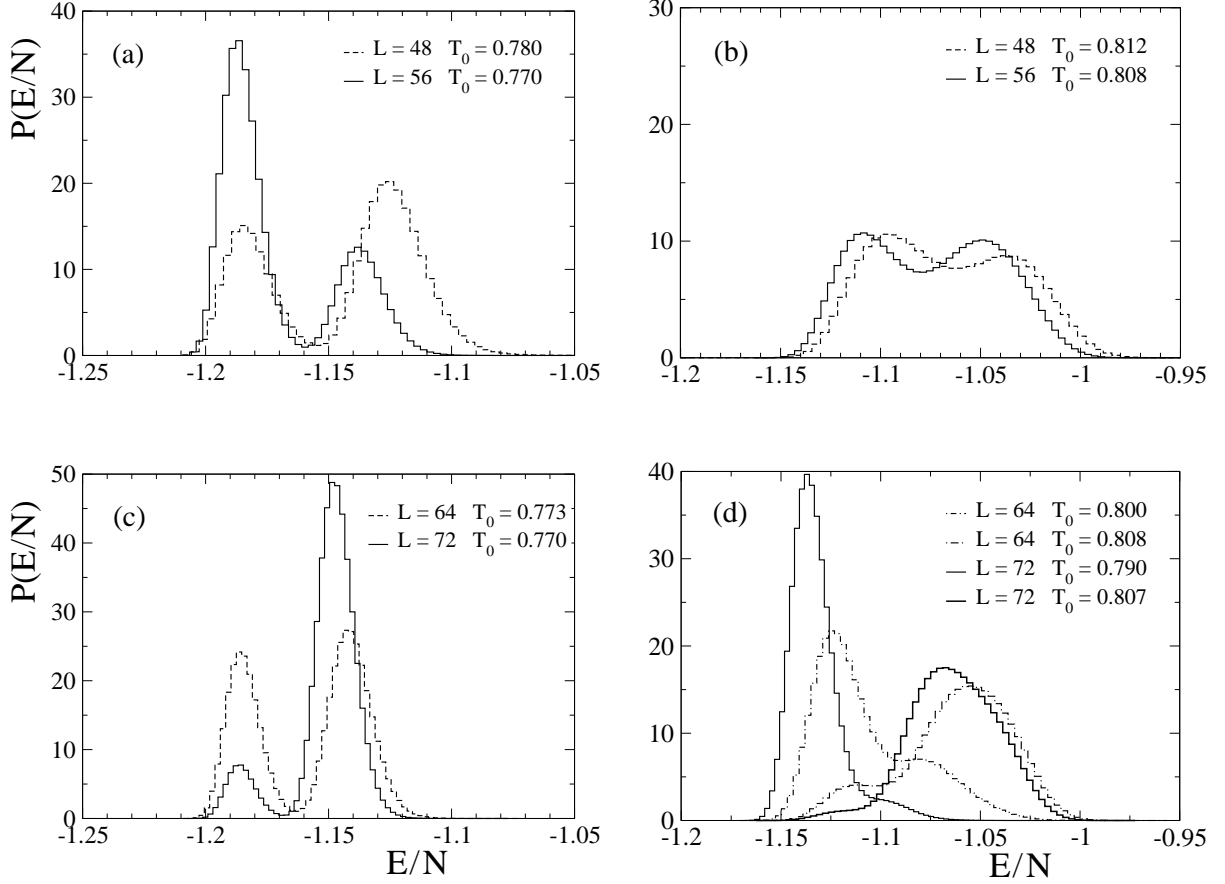 (a)
L = 48 T0 = 0.780
L = 56 T0 = 0.770
P(E/N)
40
30
20
10
0
-1.25 -1.2 -1.15 -1.1 -1.05
(b)
L = 48 T0 = 0.812
L = 56 T0 = 0.808
30
20
10
0
-1.2 -1.15 -1.1 -1.05 -1 -0.95
(c)
L = 64 T0 = 0.773
L = 72 T0 = 0.770
P(E/N)
50
40
30
20
10
0
-1.25 -1.2 -1.15 -1.1 -1.05
E/N
(d)
L = 64 T0 = 0.800
L = 64 T0 = 0.808
L = 72 T0 = 0.790
L = 72 T0 = 0.807
40
30
20
10
0
-1.2 -1.15 -1.1 -1.05 -1 -0.95
E/N